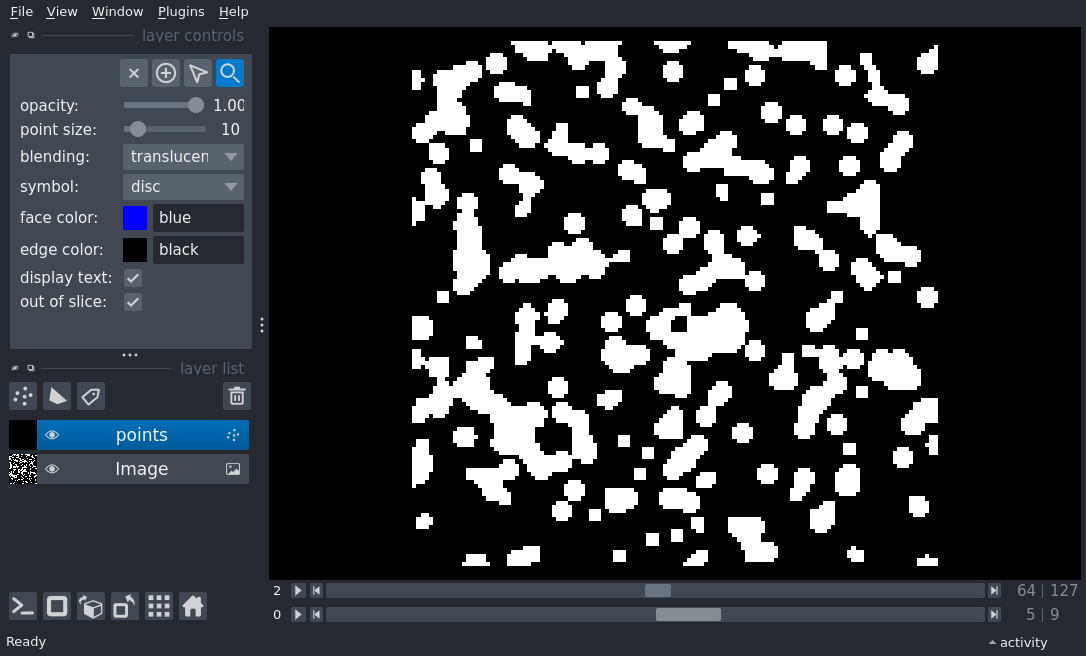 File View Window Plugins Help
layer controls
opacity: 1.00
point size: 10
blending: translucen
symbol: disc
face color: blue
edge color: black
display text:
out of slice:
layer list
points
Image
2 64 127
0 5 9
Ready activity